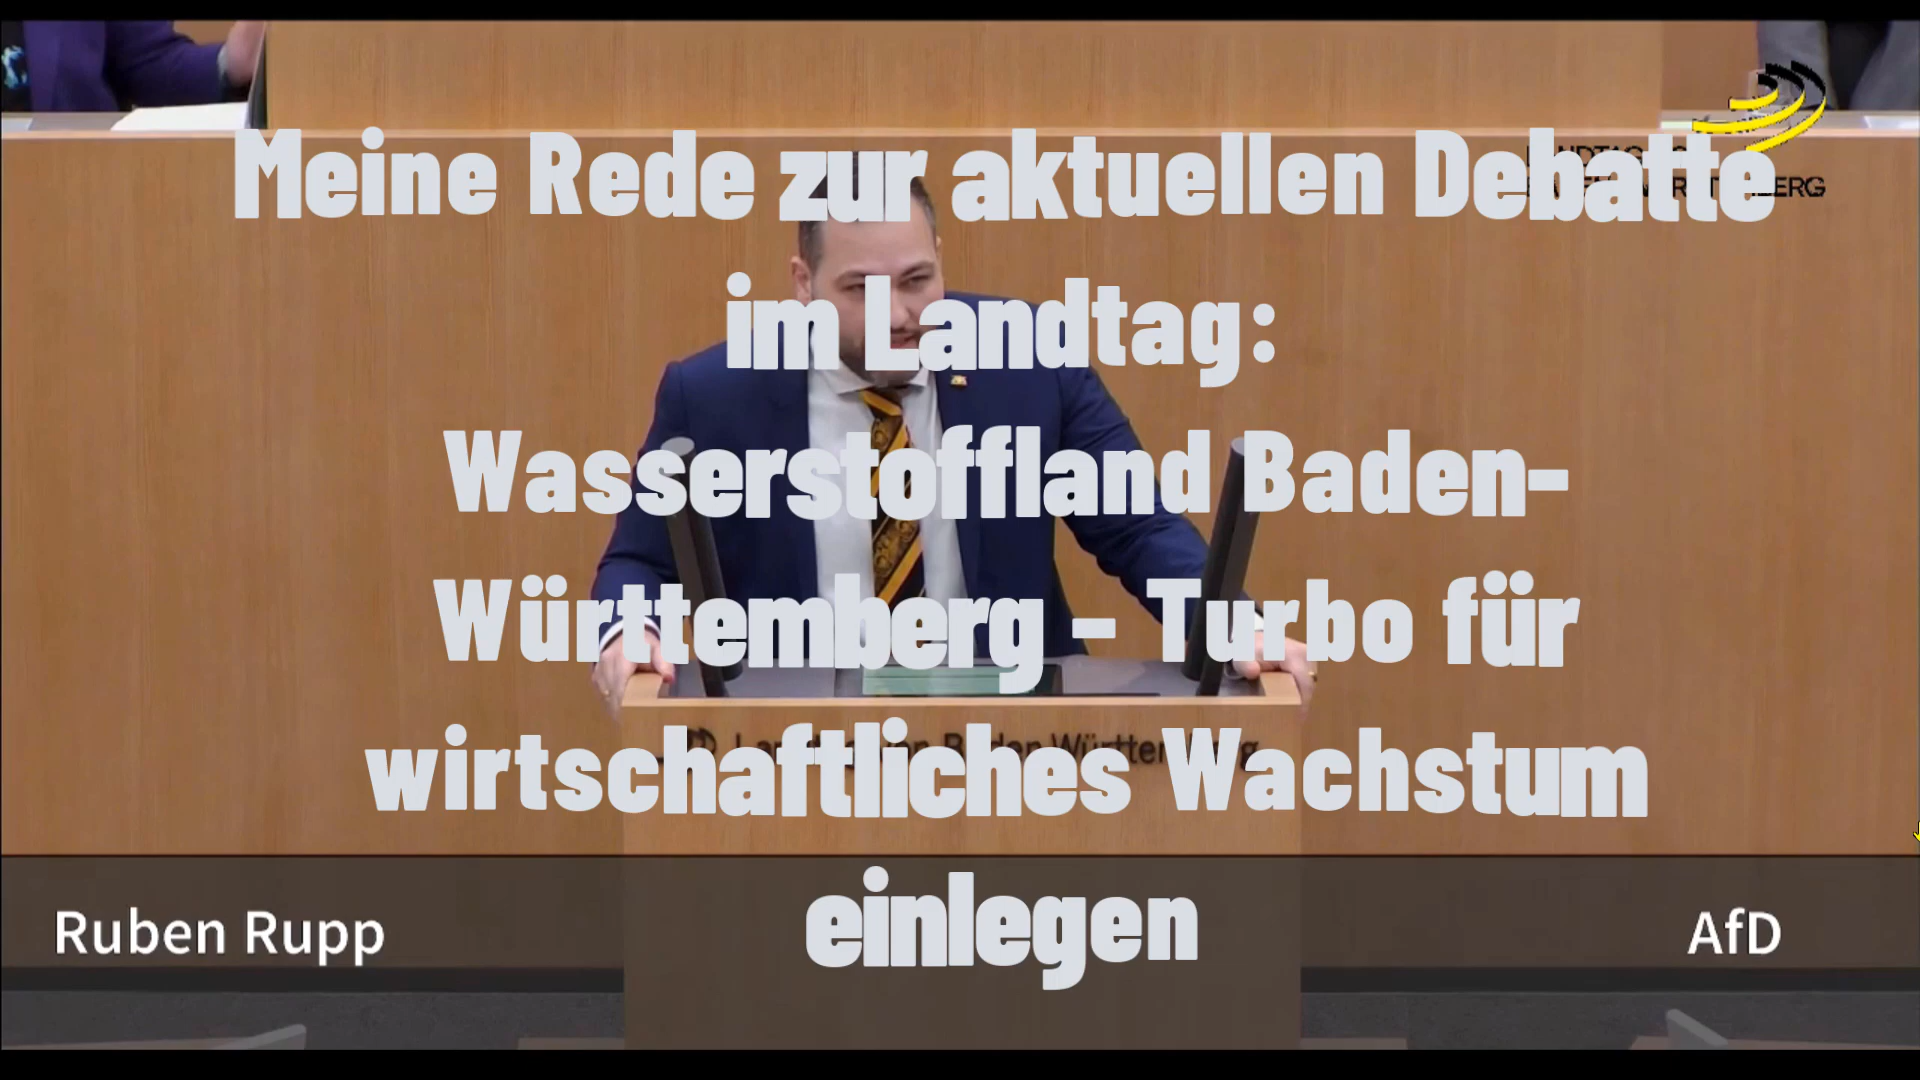 Meine Rede zur aktuellen Debatte
im Landtag:
Wasserstoffland Baden-
Württemberg - Turbo für
wirtschaftliches Wachstum
einlegen
Ruben Rupp
AfD